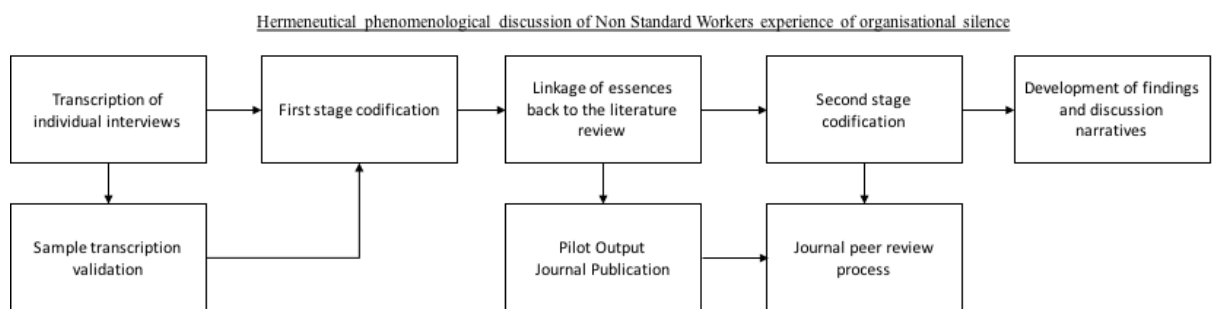 Hermeneutical phenomenological discussion of Non Standard Workers experience of organisational silence
Transcription of
individual interviews
First stage codification
Linkage of essences
back to the literature
review
Second stage
codification
Development of findings
and discussion
narratives
Sample transcription
validation
Pilot Output
Journal Publication
Journal peer review
process